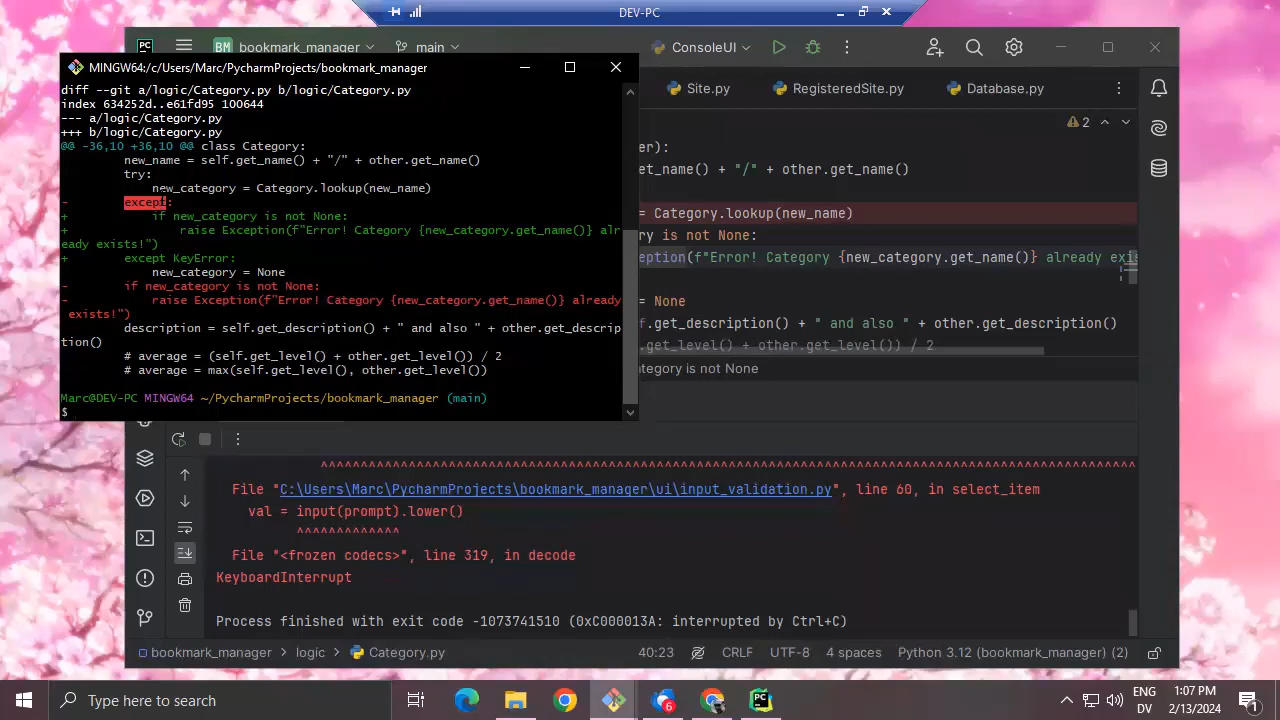 DEV-PC
BM bookmark_manager main ConsoleUI
MINGW64:/c/Users/Marc/PycharmProjects/bookmark_manager
diff --git a/logic/Category.py b/logic/Category.py
index 634252d..e61fd95 100644
--- a/logic/Category.py
+++ b/logic/Category.py
@@ -36,10 +36,10 @@ class Category:
new_name = self.get_name() + "/" + other.get_name()
try:
new_category = Category.lookup(new_name)
- except:
+ if new_category is not None:
+ raise Exception(f"Error! Category {new_category.get_name()} alr
eady exists!")
+ except KeyError:
new_category = None
- if new_category is not None:
- raise Exception(f"Error! Category {new_category.get_name()} already
exists!")
description = self.get_description() + " and also " + other.get_descrip
tion()
# average = (self.get_level() + other.get_level()) / 2
# average = max(self.get_level(), other.get_level())
Marc@DEV-PC MINGW64 ~/PycharmProjects/bookmark_manager (main)
$
Site.py RegisteredSite.py Database.py
2
er):
et_name() + "/" + other.get_name()
= Category.lookup(new_name)
ry is not None:
ception(f"Error! Category {new_category.get_name()} already exis
= None
f.get_description() + " and also " + other.get_description()
.get_level() + other.get_level()) / 2
ategory is not None
^^^^^^^^^^^^^^^^^^^^^^^^^^^^^^^^^^^^^^^^^^^^^^^^^^^^^^^^^^^^^^^^^^^^^^^^^^^^^^^^^^^^^^^^^^^^^^^^^^^^^^
File "C:\Users\Marc\PycharmProjects\bookmark_manager\ui\input_validation.py", line 60, in select_item
val = input(prompt).lower()
^^^^^^^^^^^^^
File "<frozen codecs>", line 319, in decode
KeyboardInterrupt
Process finished with exit code -1073741510 (0xC000013A: interrupted by Ctrl+C)
bookmark_manager logic Category.py 40:23 CRLF UTF-8 4 spaces Python 3.12 (bookmark_manager) (2)
Type here to search
6
ENG
DV
1:07 PM
2/13/2024
1